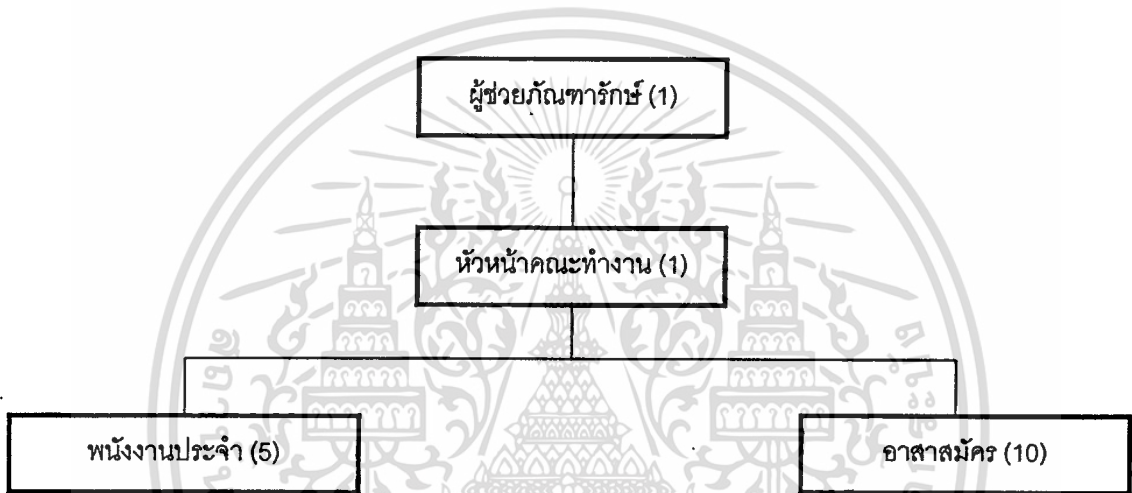 ผู้ช่วยภัณฑารักษ์ (1)
หัวหน้าคณะทำงาน (1)
พนังงานประจำ (5)
อาสาสมัคร (10)